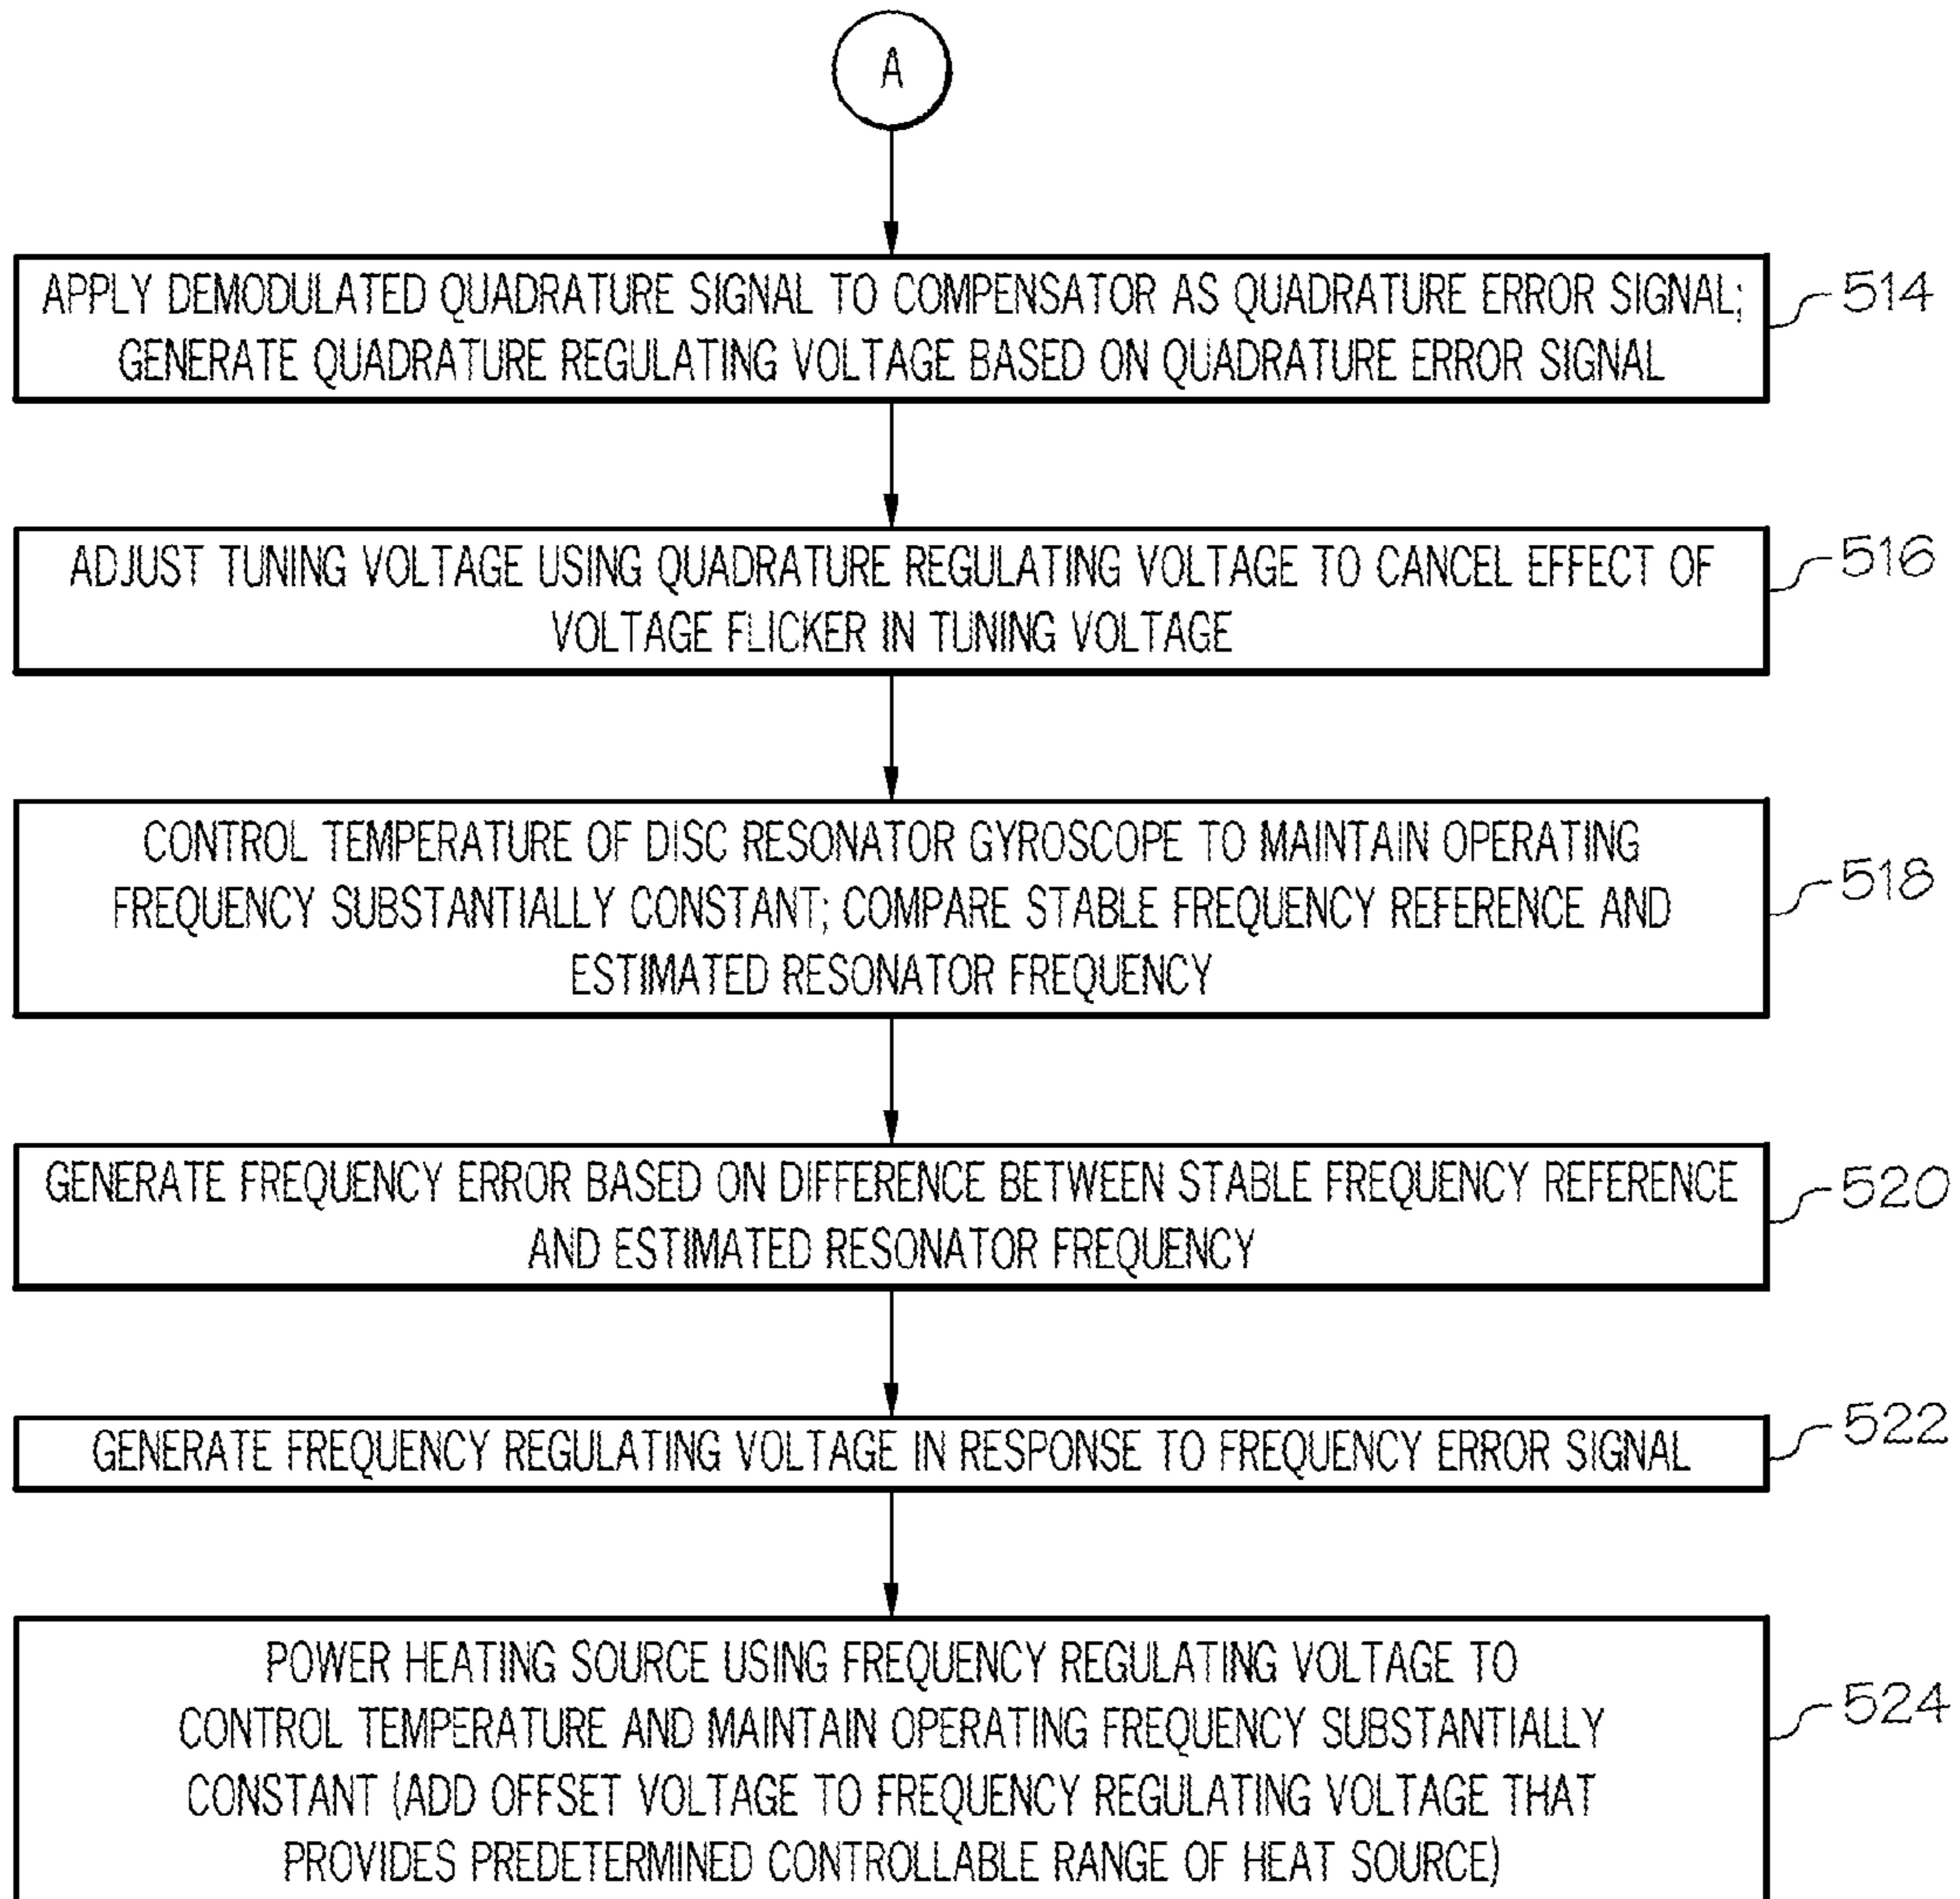 A
APPLY DEMODULATED QUADRATURE SIGNAL TO COMPENSATOR AS QUADRATURE ERROR SIGNAL;
GENERATE QUADRATURE REGULATING VOLTAGE BASED ON QUADRATURE ERROR SIGNAL
514
ADJUST TUNING VOLTAGE USING QUADRATURE REGULATING VOLTAGE TO CANCEL EFFECT OF
VOLTAGE FLICKER IN TUNING VOLTAGE
516
CONTROL TEMPERATURE OF DISC RESONATOR GYROSCOPE TO MAINTAIN OPERATING
FREQUENCY SUBSTANTIALLY CONSTANT; COMPARE STABLE FREQUENCY REFERENCE AND
ESTIMATED RESONATOR FREQUENCY
518
GENERATE FREQUENCY ERROR BASED ON DIFFERENCE BETWEEN STABLE FREQUENCY REFERENCE
AND ESTIMATED RESONATOR FREQUENCY
520
GENERATE FREQUENCY REGULATING VOLTAGE IN RESPONSE TO FREQUENCY ERROR SIGNAL
522
POWER HEATING SOURCE USING FREQUENCY REGULATING VOLTAGE TO
CONTROL TEMPERATURE AND MAINTAIN OPERATING FREQUENCY SUBSTANTIALLY
CONSTANT (ADD OFFSET VOLTAGE TO FREQUENCY REGULATING VOLTAGE THAT
PROVIDES PREDETERMINED CONTROLLABLE RANGE OF HEAT SOURCE)
524